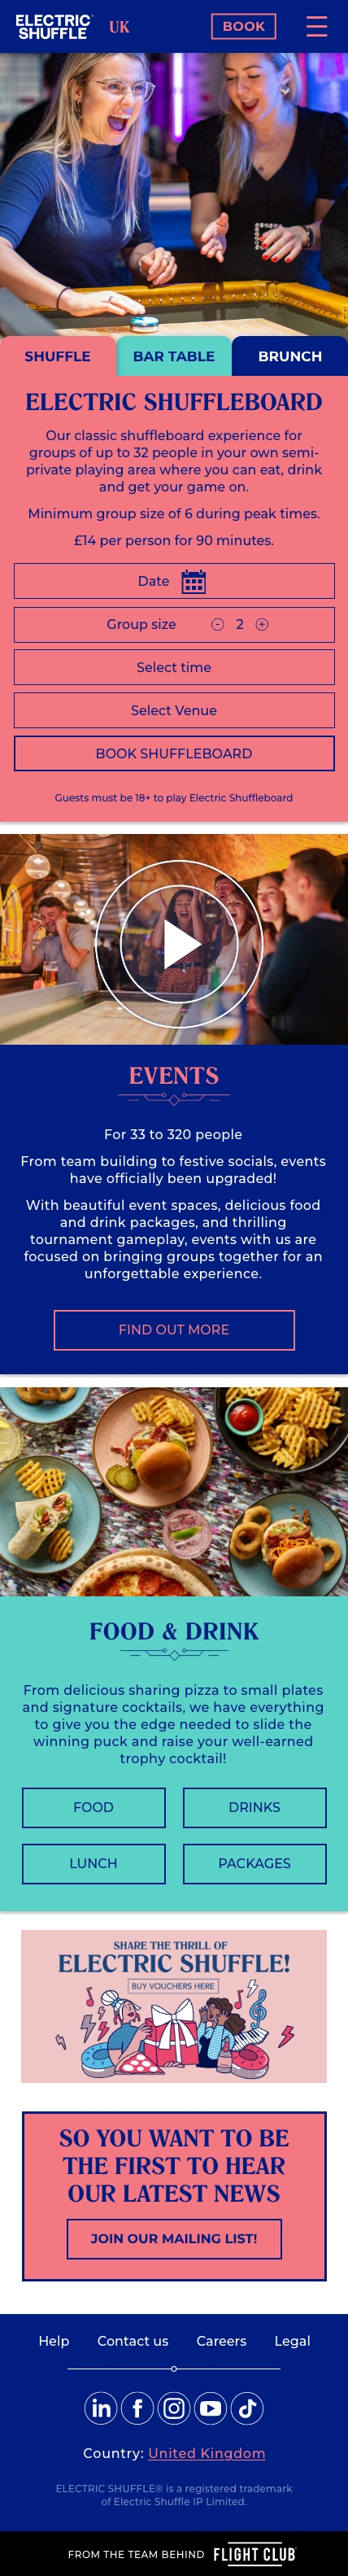 ELECTRIC
SHUFFLE
UK
BOOK
SHUFFLE
BAR TABLE
BRUNCH
ELECTRIC SHUFFLEBOARD
Our classic shuffleboard experience for
groups of up to 32 people in your own semi-
private playing area where you can eat, drink
and get your game on.
Minimum group size of 6 during peak times.
£14 per person for 90 minutes.
Date
Group size - 2 +
Select time
Select Venue
BOOK SHUFFLEBOARD
Guests must be 18+ to play Electric Shuffleboard
EVENTS
For 33 to 320 people
From team building to festive socials, events
have officially been upgraded!
With beautiful event spaces, delicious food
and drink packages, and thrilling
tournament gameplay, events with us are
focused on bringing groups together for an
unforgettable experience.
FIND OUT MORE
FOOD & DRINK
From delicious sharing pizza to small plates
and signature cocktails, we have everything
to give you the edge needed to slide the
winning puck and raise your well-earned
trophy cocktail!
FOOD
DRINKS
LUNCH
PACKAGES
SHARE THE THRILL OF
ELECTRIC SHUFFLE!
BUY VOUCHERS HERE
SO YOU WANT TO BE
THE FIRST TO HEAR
OUR LATEST NEWS
JOIN OUR MAILING LIST!
Help
Contact us
Careers
Legal
Country: United Kingdom
ELECTRIC SHUFFLE® is a registered trademark
of Electric Shuffle IP Limited.
FROM THE TEAM BEHIND FLIGHT CLUB